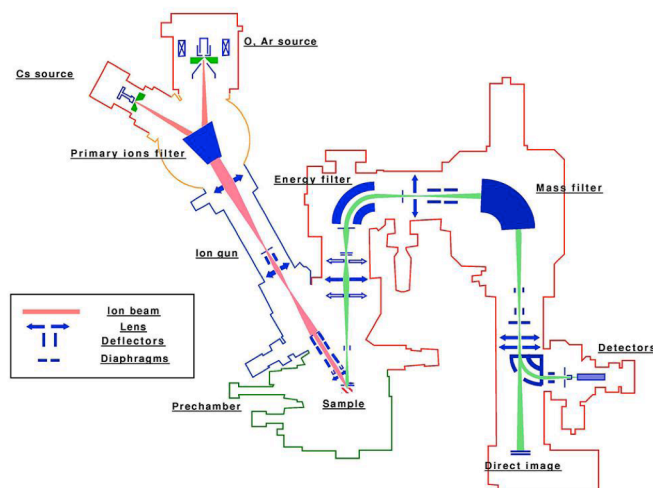 O, Ar source
Cs source
Primary ions filter
Energy filter
Mass filter
Ion gun
Ion beam
Lens
Deflectors
Diaphragms
Detectors
Prechamber
Sample
Direct image